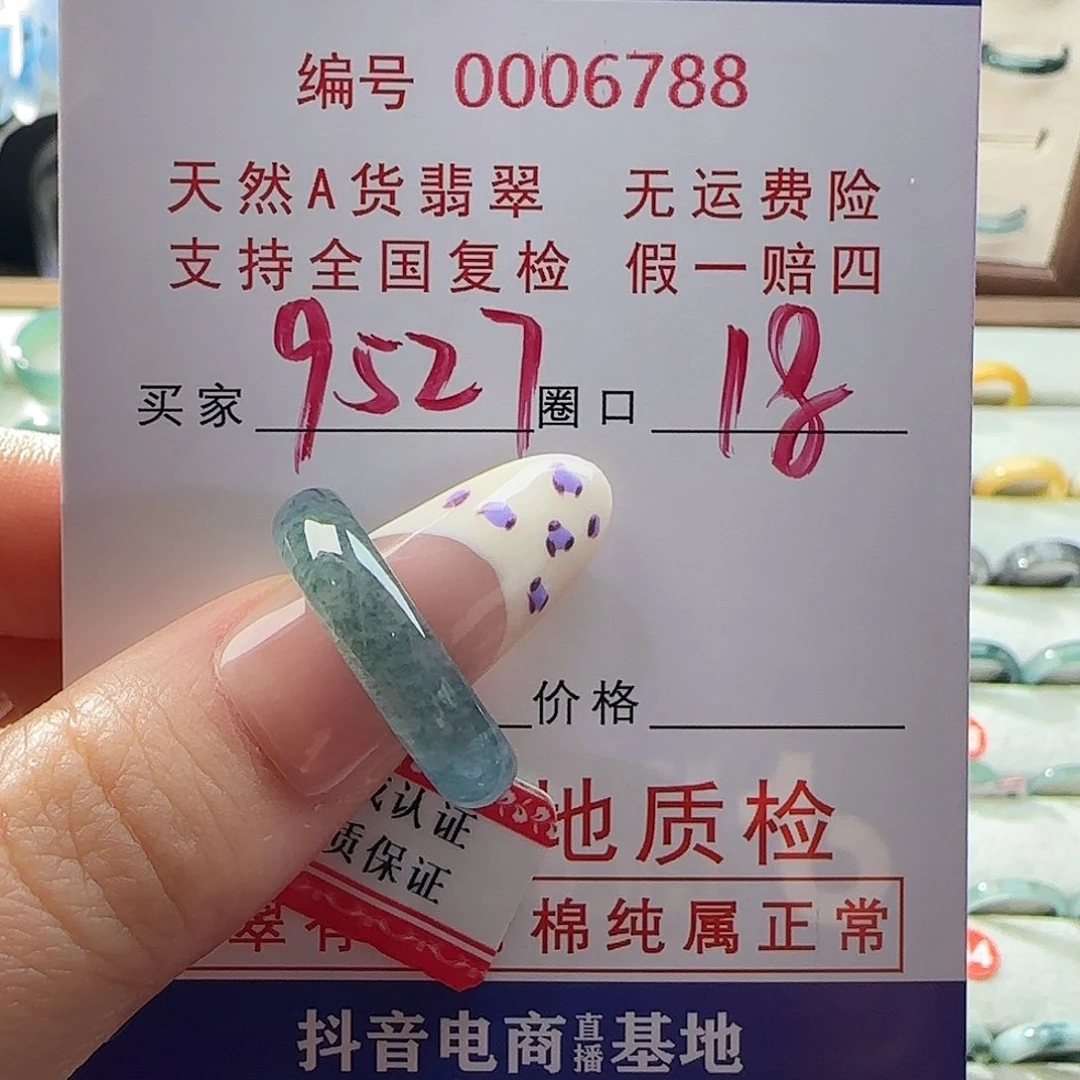 编号 0006788
天然A货翡翠 无运费险
支持全国复检 假一赔四
买家 9527 圈口 18
价格
认证
质保证
地质检
翠有 棉纯属正常
抖音电商直播基地